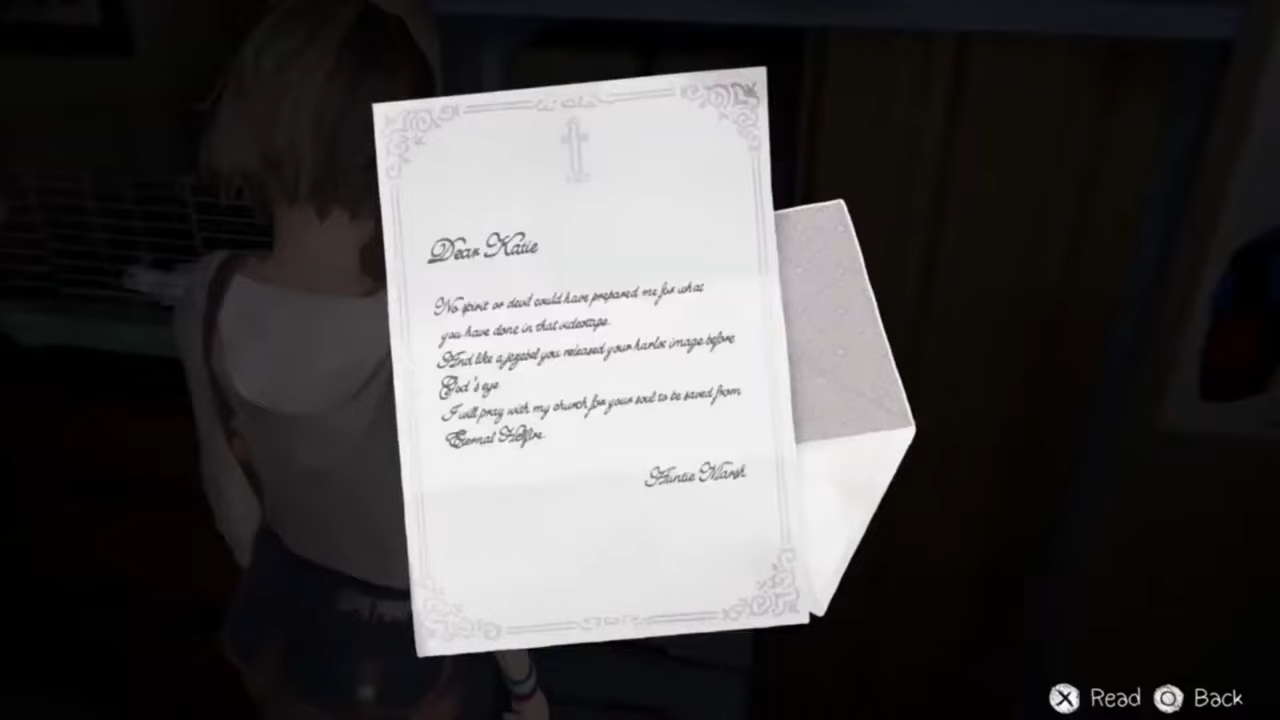 Dear Katie
No spirit or devil could have prepared me for what
you have done in that videotape.
And like a jezebel you released your harlot image before
God's eye.
I will pray with my church for your soul to be saved from
Eternal Hellfire.
Auntie Marsh
Read Back